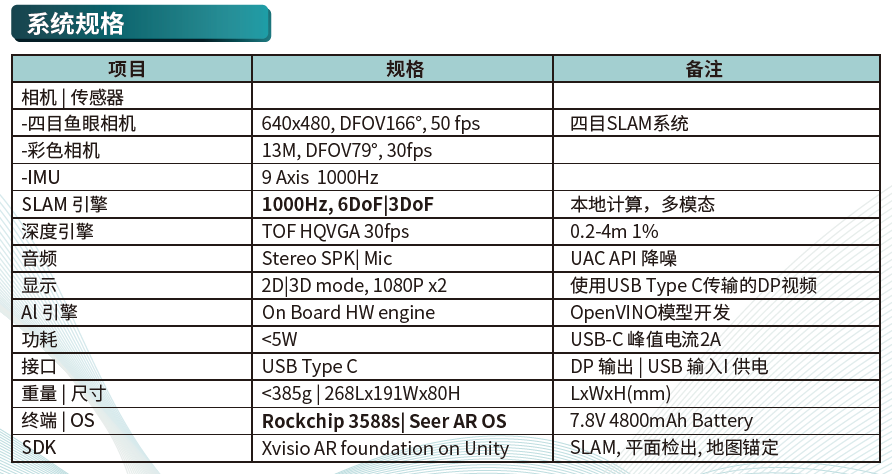 系统规格
项目 规格 备注
相机 | 传感器
-四目鱼眼相机 640x480, DFOV166°, 50 fps 四目SLAM系统
-彩色相机 13M, DFOV79°, 30fps
-IMU 9 Axis 1000Hz
SLAM 引擎 1000Hz, 6DoF|3DoF 本地计算，多模态
深度引擎 TOF HQVGA 30fps 0.2-4m 1%
音频 Stereo SPK| Mic UAC API 降噪
显示 2D|3D mode, 1080P x2 使用USB Type C传输的DP视频
Al 引擎 On Board HW engine OpenVINO模型开发
功耗 <5W USB-C 峰值电流2A
接口 USB Type C DP 输出 | USB 输入I 供电
重量 | 尺寸 <385g | 268Lx191Wx80H LxWxH(mm)
终端 | OS Rockchip 3588s| Seer AR OS 7.8V 4800mAh Battery
SDK Xvisio AR foundation on Unity SLAM, 平面检出, 地图锚定